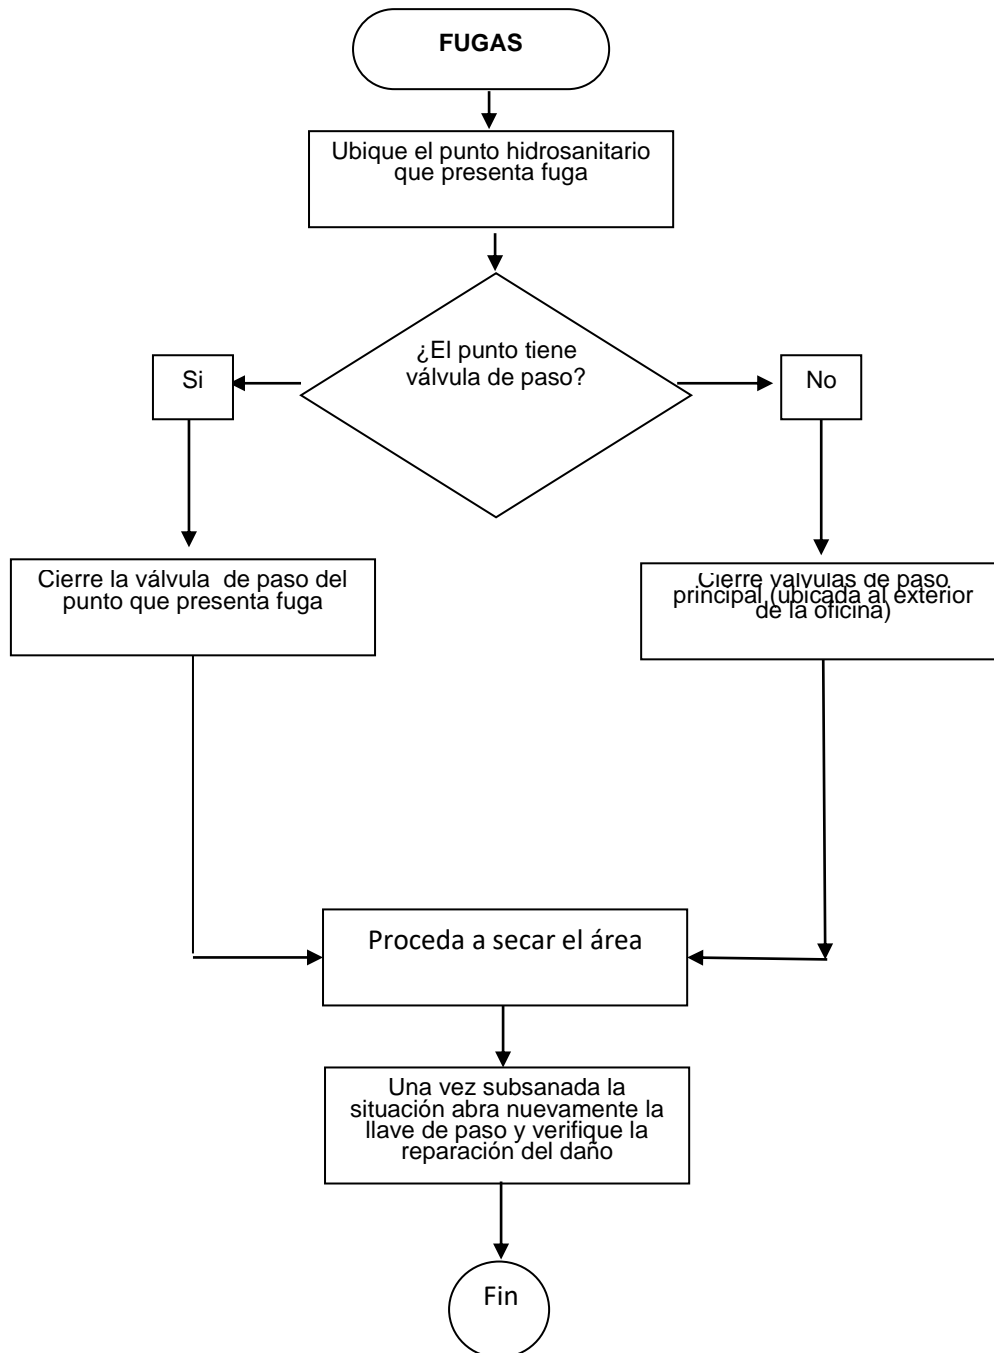 FUGAS
Ubique el punto hidrosanitario
que presenta fuga
¿El punto tiene
válvula de paso?
Si
No
Cierre la válvula  de paso del
punto que presenta fuga
Cierre válvulas de paso
principal (ubicada al exterior
de la oficina)
Proceda a secar el área
Una vez subsanada la
situación abra nuevamente la
llave de paso y verifique la
reparación del daño
Fin